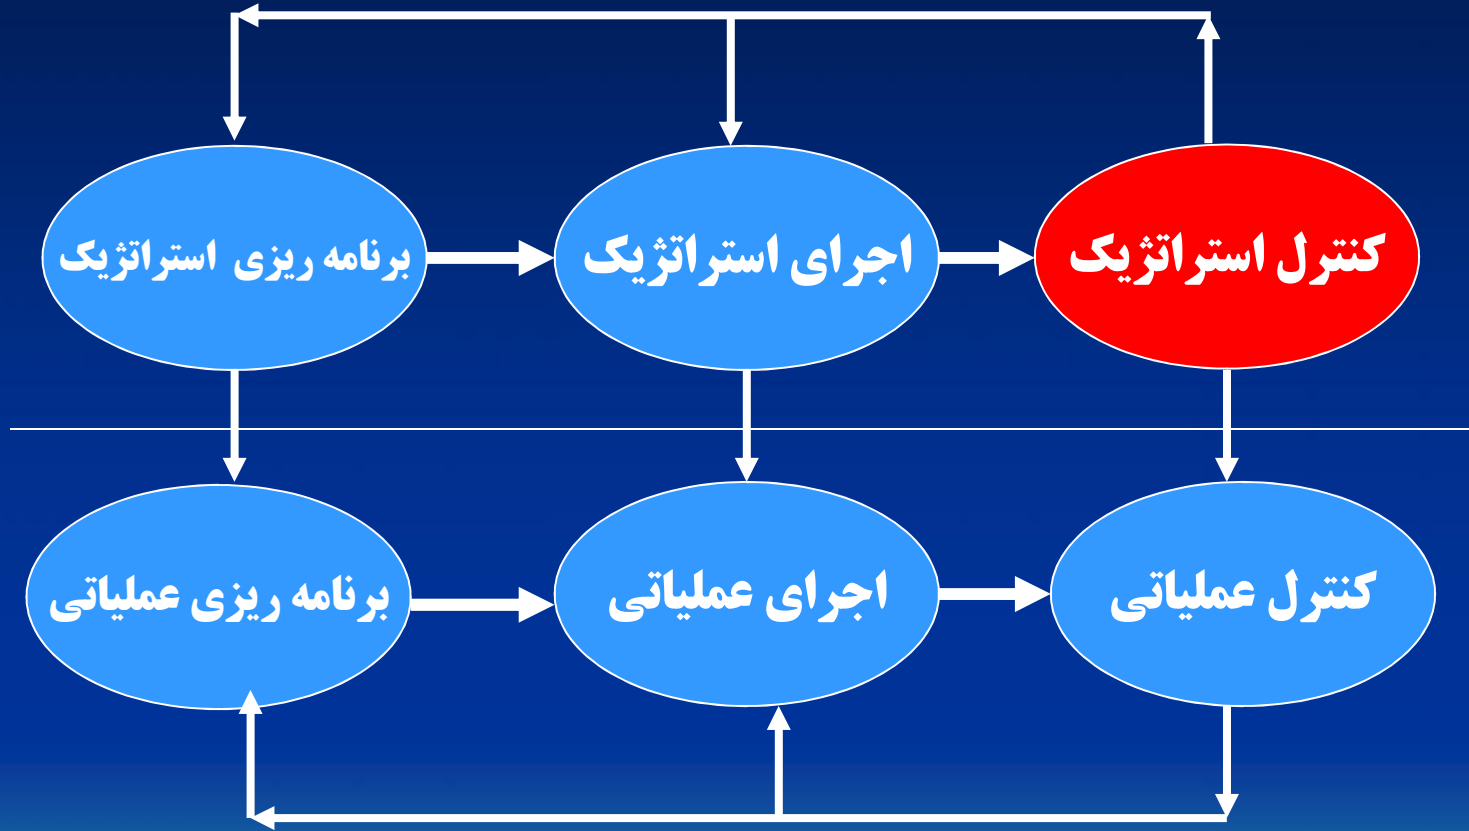 برنامه ریزی استراتژیک
اجرای استراتژیک
کنترل استراتژیک
برنامه ریزی عملیاتی
اجرای عملیاتی
کنترل عملیاتی